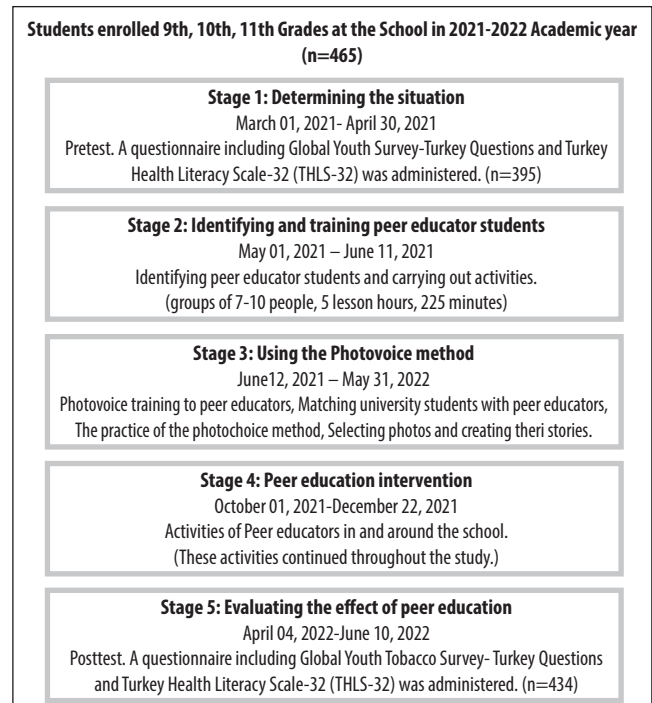 Students enrolled 9th, 10th, 11th Grades at the School in 2021-2022 Academic year
(n=465)
Stage 1: Determining the situation
March 01, 2021- April 30, 2021
Pretest. A questionnaire including Global Youth Survey-Turkey Questions and Turkey
Health Literacy Scale-32 (THLS-32) was administered. (n=395)
Stage 2: Identifying and training peer educator students
May 01, 2021 – June 11, 2021
Identifying peer educator students and carrying out activities.
(groups of 7-10 people, 5 lesson hours, 225 minutes)
Stage 3: Using the Photovoice method
June12, 2021 – May 31, 2022
Photovoice training to peer educators, Matching university students with peer educators,
The practice of the photochoice method, Selecting photos and creating theri stories.
Stage 4: Peer education intervention
October 01, 2021-December 22, 2021
Activities of Peer educators in and around the school.
(These activities continued throughout the study.)
Stage 5: Evaluating the effect of peer education
April 04, 2022-June 10, 2022
Posttest. A questionnaire including Global Youth Tobacco Survey- Turkey Questions
and Turkey Health Literacy Scale-32 (THLS-32) was administered. (n=434)